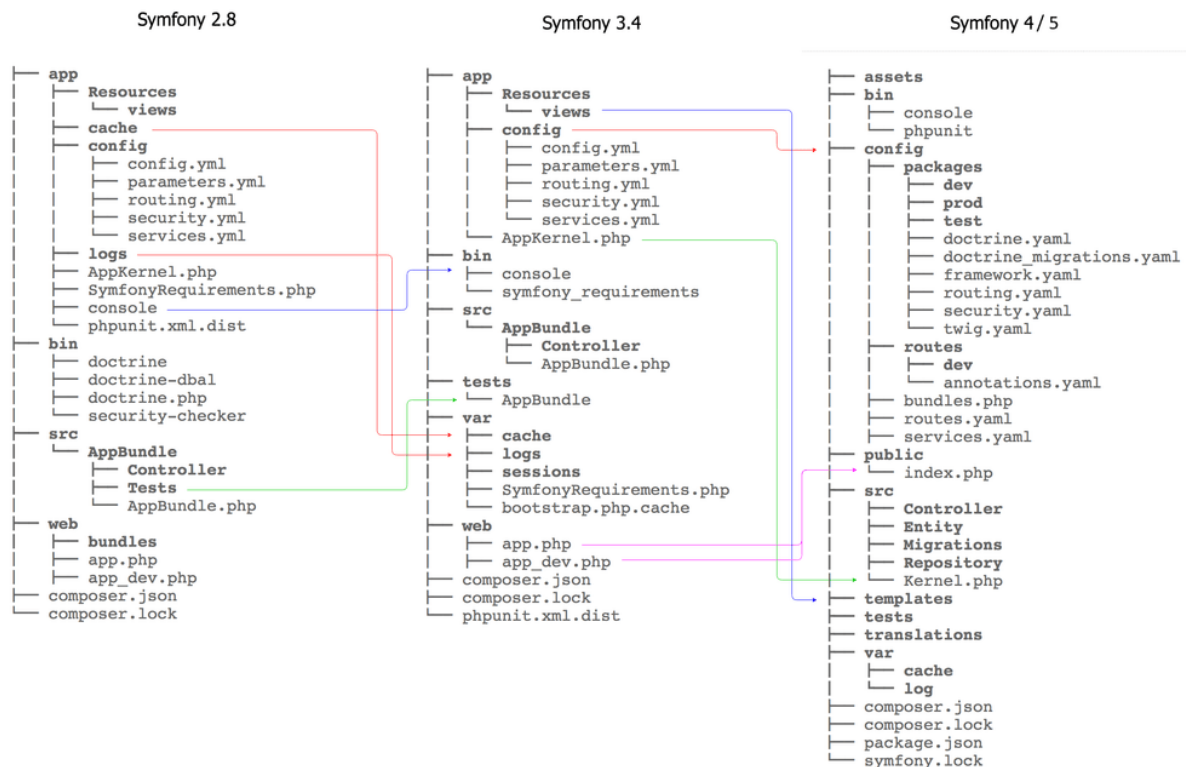 Symfony 2.8
app
Resources
views
cache
config
config.yml
parameters.yml
routing.yml
security.yml
services.yml
logs
AppKernel.php
SymfonyRequirements.php
console
phpunit.xml.dist
bin
doctrine
doctrine-dbal
doctrine.php
security-checker
src
AppBundle
Controller
Tests
AppBundle.php
web
bundles
app.php
app_dev.php
composer.json
composer.lock
Symfony 3.4
app
Resources
views
config
config.yml
parameters.yml
routing.yml
security.yml
services.yml
AppKernel.php
bin
console
symfony_requirements
src
AppBundle
Controller
AppBundle.php
tests
AppBundle
var
cache
logs
sessions
SymfonyRequirements.php
bootstrap.php.cache
web
app.php
app_dev.php
composer.json
composer.lock
phpunit.xml.dist
Symfony 4 / 5
assets
bin
console
phpunit
config
packages
dev
prod
test
doctrine.yaml
doctrine_migrations.yaml
framework.yaml
routing.yaml
security.yaml
twig.yaml
routes
dev
annotations.yaml
bundles.php
routes.yaml
services.yaml
public
index.php
src
Controller
Entity
Migrations
Repository
Kernel.php
templates
tests
translations
var
cache
log
composer.json
composer.lock
package.json
symfony.lock